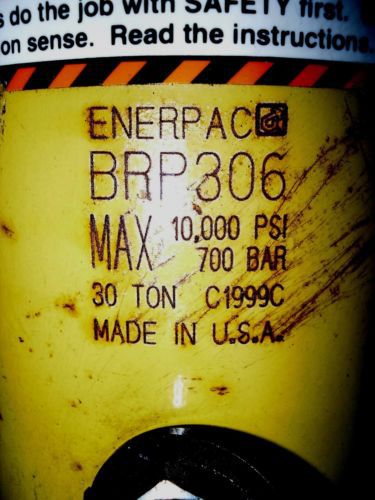 s do the job with SAFETY first.
on sense. Read the instructions
ENERPAC
BRP306
MAX 10,000 PSI
700 BAR
30 TON C1999C
MADE IN U.S.A.